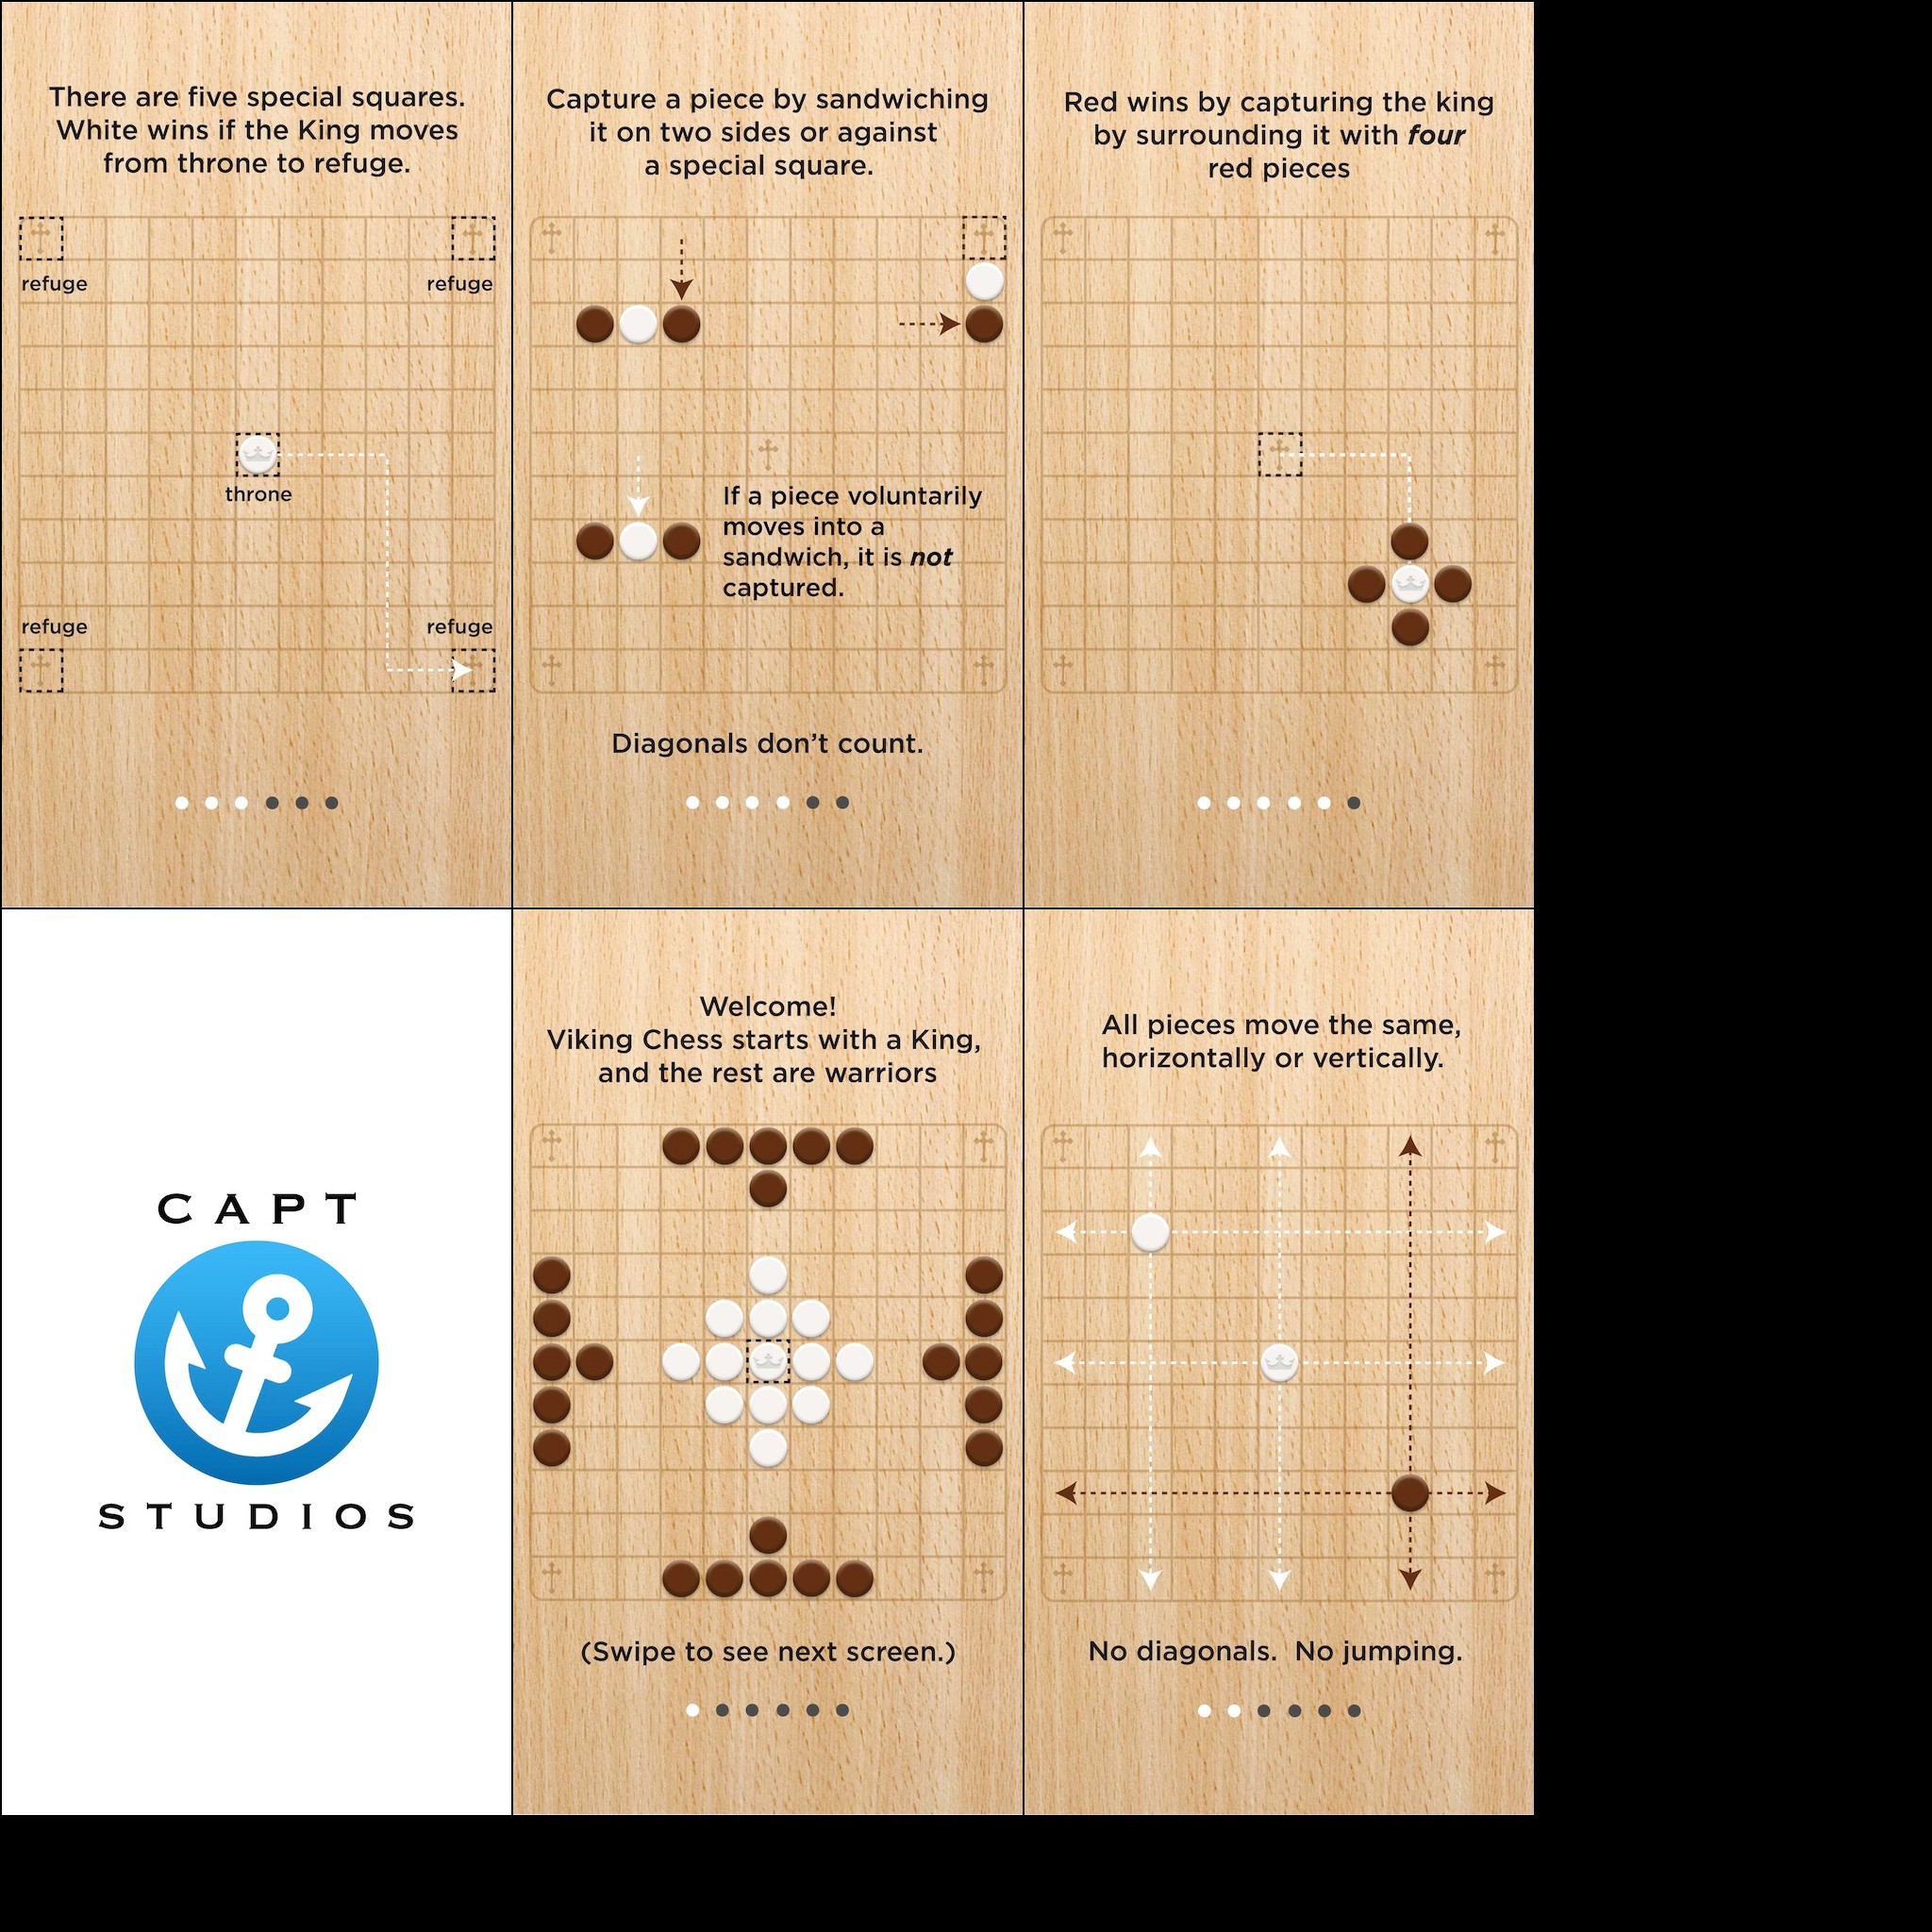 There are five special squares.
White wins if the King moves
from throne to refuge.
refuge
refuge
throne
refuge
refuge
Capture a piece by sandwiching
it on two sides or against
a special square.
If a piece voluntarily
moves into a
sandwich, it is not
captured.
Diagonals don’t count.
Red wins by capturing the king
by surrounding it with four
red pieces
CAPT
STUDIOS
Welcome!
Viking Chess starts with a King,
and the rest are warriors
(Swipe to see next screen.)
All pieces move the same,
horizontally or vertically.
No diagonals.  No jumping.